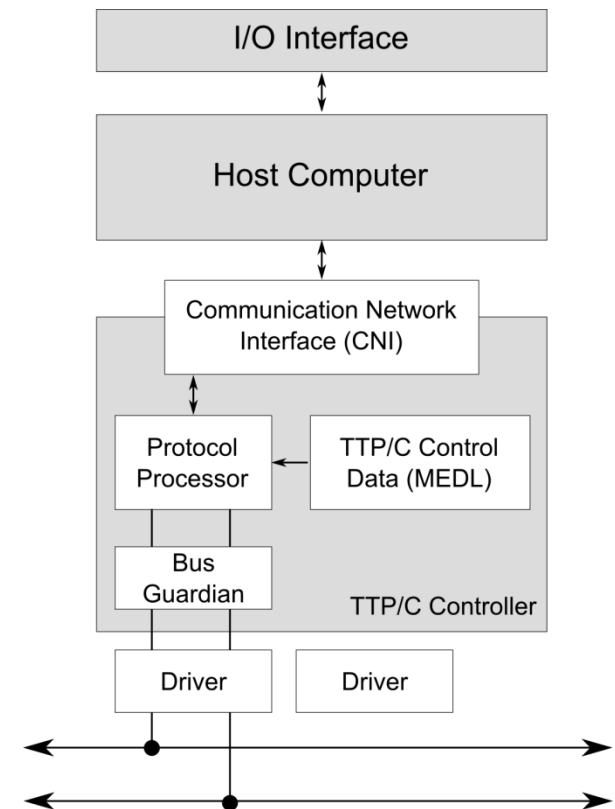 I/O Interface
Host Computer
Communication Network
Interface (CNI)
Protocol
Processor
TTP/C Control
Data (MEDL)
Bus
Guardian
TTP/C Controller
Driver
Driver